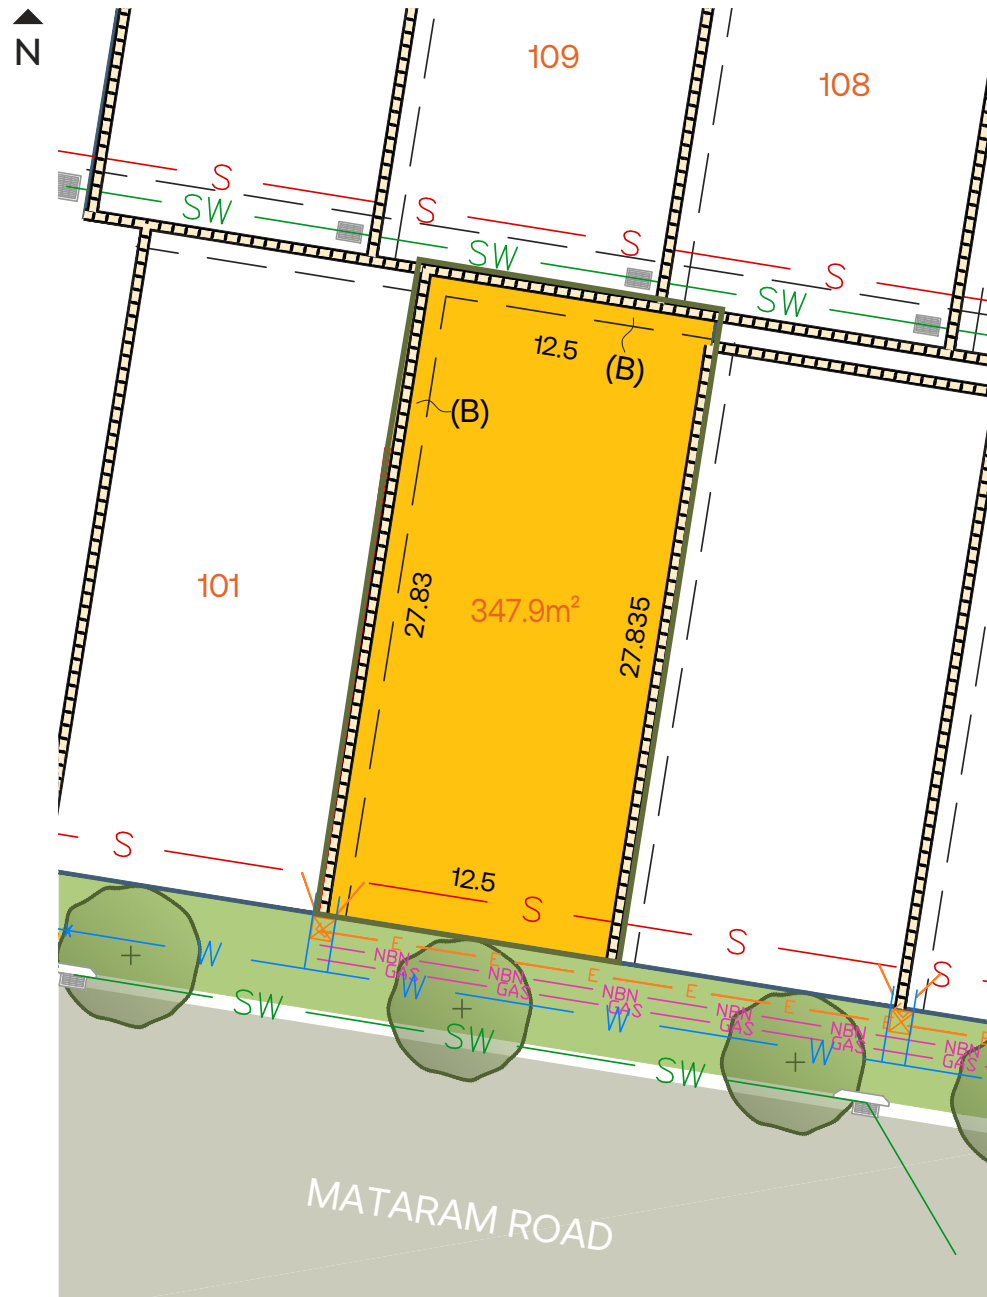 N
109
108
S
SW
S
SW
S
SW
S
12.5
(B)
(B)
101
27.83
347.9m²
27.835
12.5
S
S
S
S
W
E
NBN
GAS
W
E
NBN
GAS
E
NBN
GAS
W
E
NBN
GAS
E
NBN
GAS
W
E
NBN
GAS
E
SW
SW
SW
MATARAM ROAD